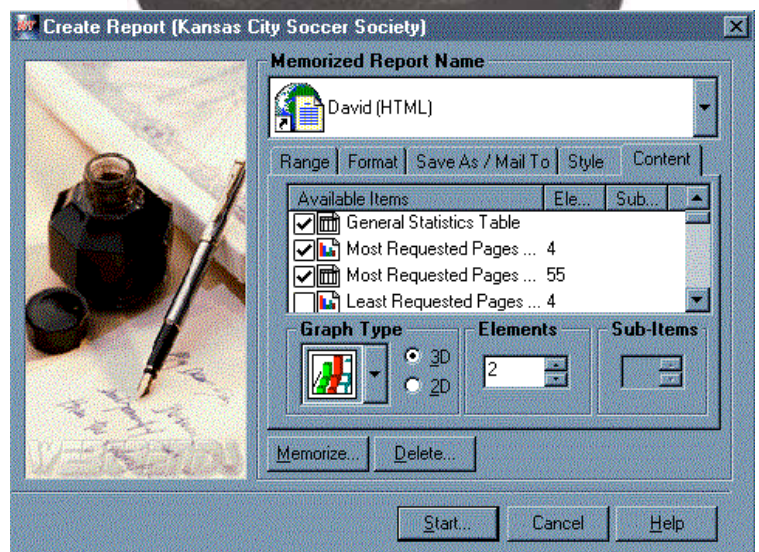 Create Report (Kansas City Soccer Society)
Memorized Report Name
David (HTML)
Range Format Save As / Mail To Style Content
Available Items Ele... Sub...
General Statistics Table
Most Requested Pages ... 4
Most Requested Pages ... 55
Least Requested Pages ... 4
Graph Type Elements Sub-Items
3D
2
2D
Memorize... Delete...
WEBTRENDS
Start... Cancel Help